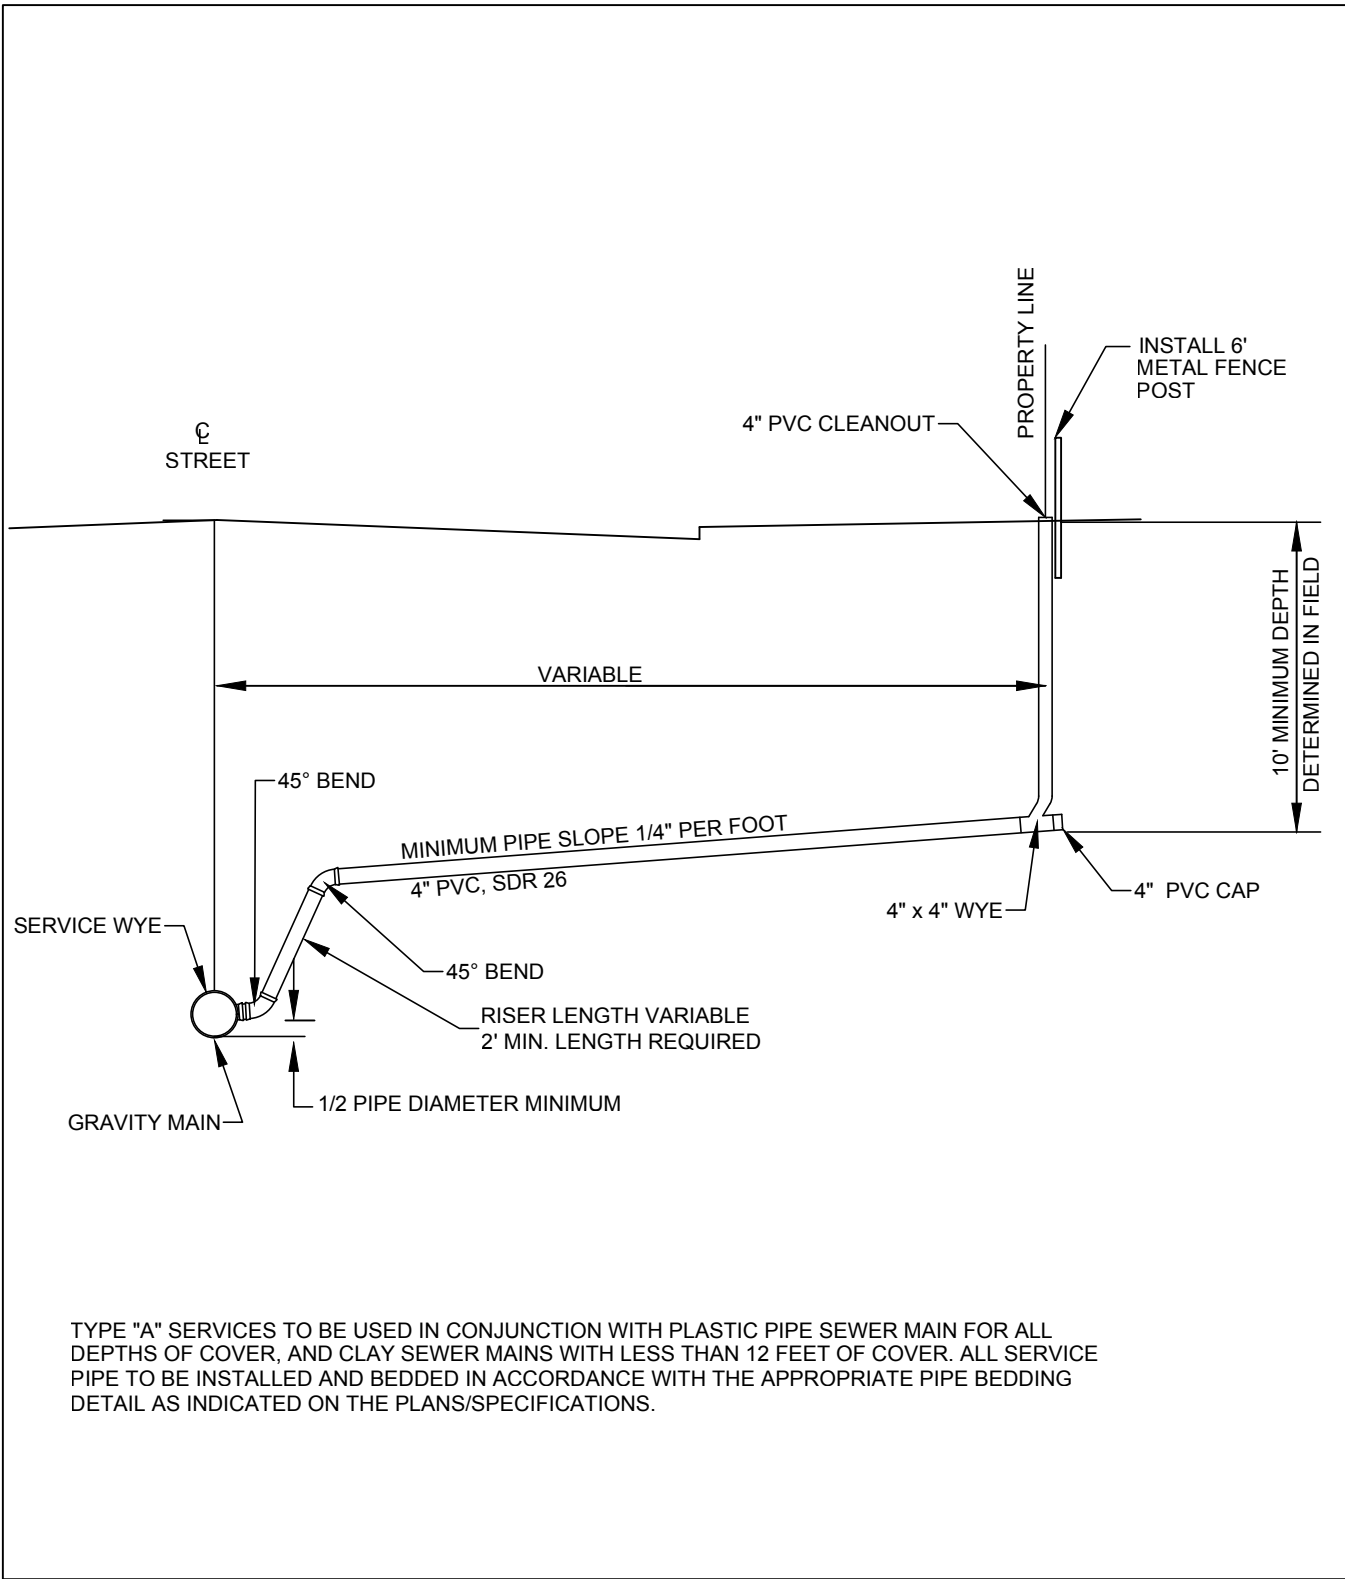 PROPERTY LINE
INSTALL 6'
METAL FENCE
POST
4" PVC CLEANOUT
℄
STREET
10' MINIMUM DEPTH
DETERMINED IN FIELD
VARIABLE
45° BEND
MINIMUM PIPE SLOPE 1/4" PER FOOT
4" PVC, SDR 26
4" PVC CAP
4" x 4" WYE
SERVICE WYE
45° BEND
RISER LENGTH VARIABLE
2' MIN. LENGTH REQUIRED
1/2 PIPE DIAMETER MINIMUM
GRAVITY MAIN
TYPE "A" SERVICES TO BE USED IN CONJUNCTION WITH PLASTIC PIPE SEWER MAIN FOR ALL
DEPTHS OF COVER, AND CLAY SEWER MAINS WITH LESS THAN 12 FEET OF COVER. ALL SERVICE
PIPE TO BE INSTALLED AND BEDDED IN ACCORDANCE WITH THE APPROPRIATE PIPE BEDDING
DETAIL AS INDICATED ON THE PLANS/SPECIFICATIONS.